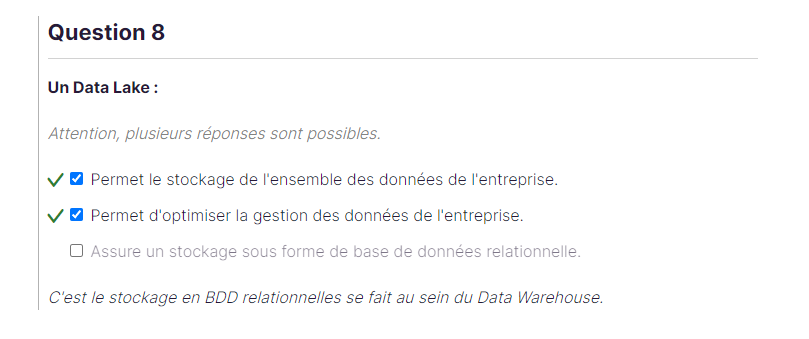 Question 8
Un Data Lake :
Attention, plusieurs réponses sont possibles.
Permet le stockage de l'ensemble des données de l'entreprise.
Permet d'optimiser la gestion des données de l'entreprise.
Assure un stockage sous forme de base de données relationnelle.
C'est le stockage en BDD relationnelles se fait au sein du Data Warehouse.